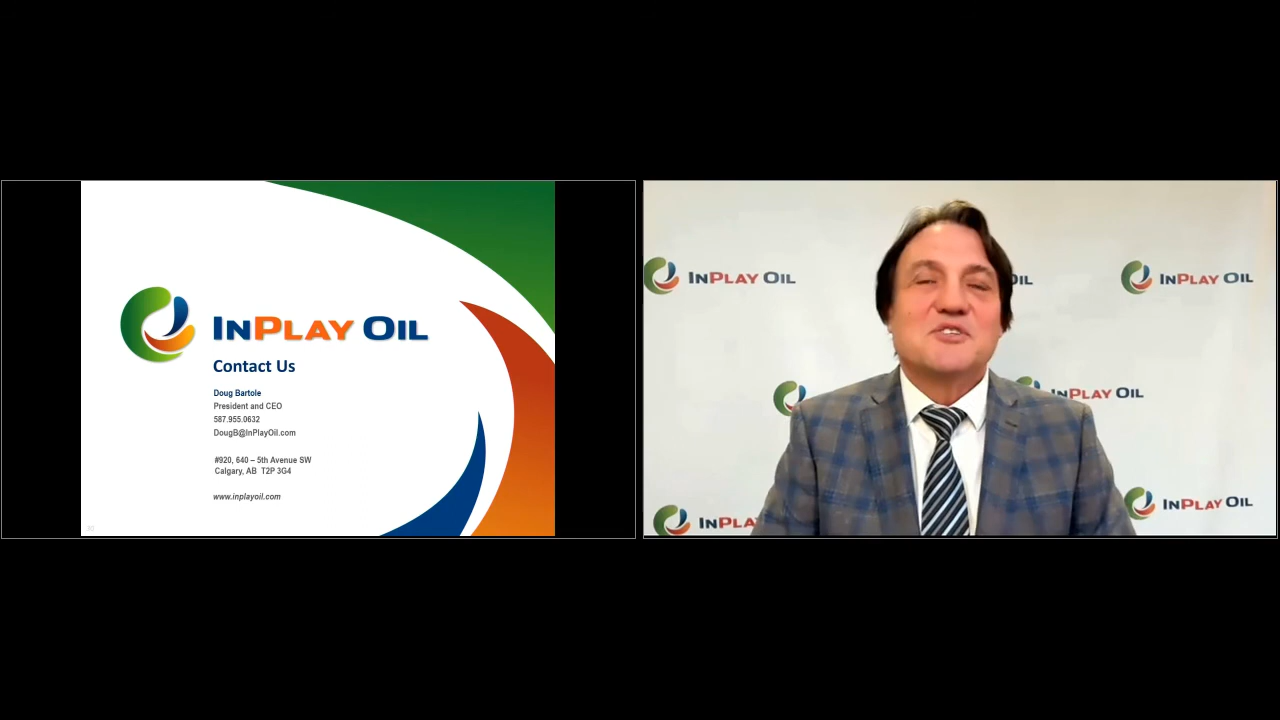 INPLAY OIL
Contact Us
Doug Bartole
President and CEO
587.955.0632
DougB@InPlayOil.com
#920, 640 – 5th Avenue SW
Calgary, AB T2P 3G4
www.inplayoil.com
INPLAY OIL
OIL
INPLAY OIL
INPLAY OIL
INPLA
INPLAY OIL